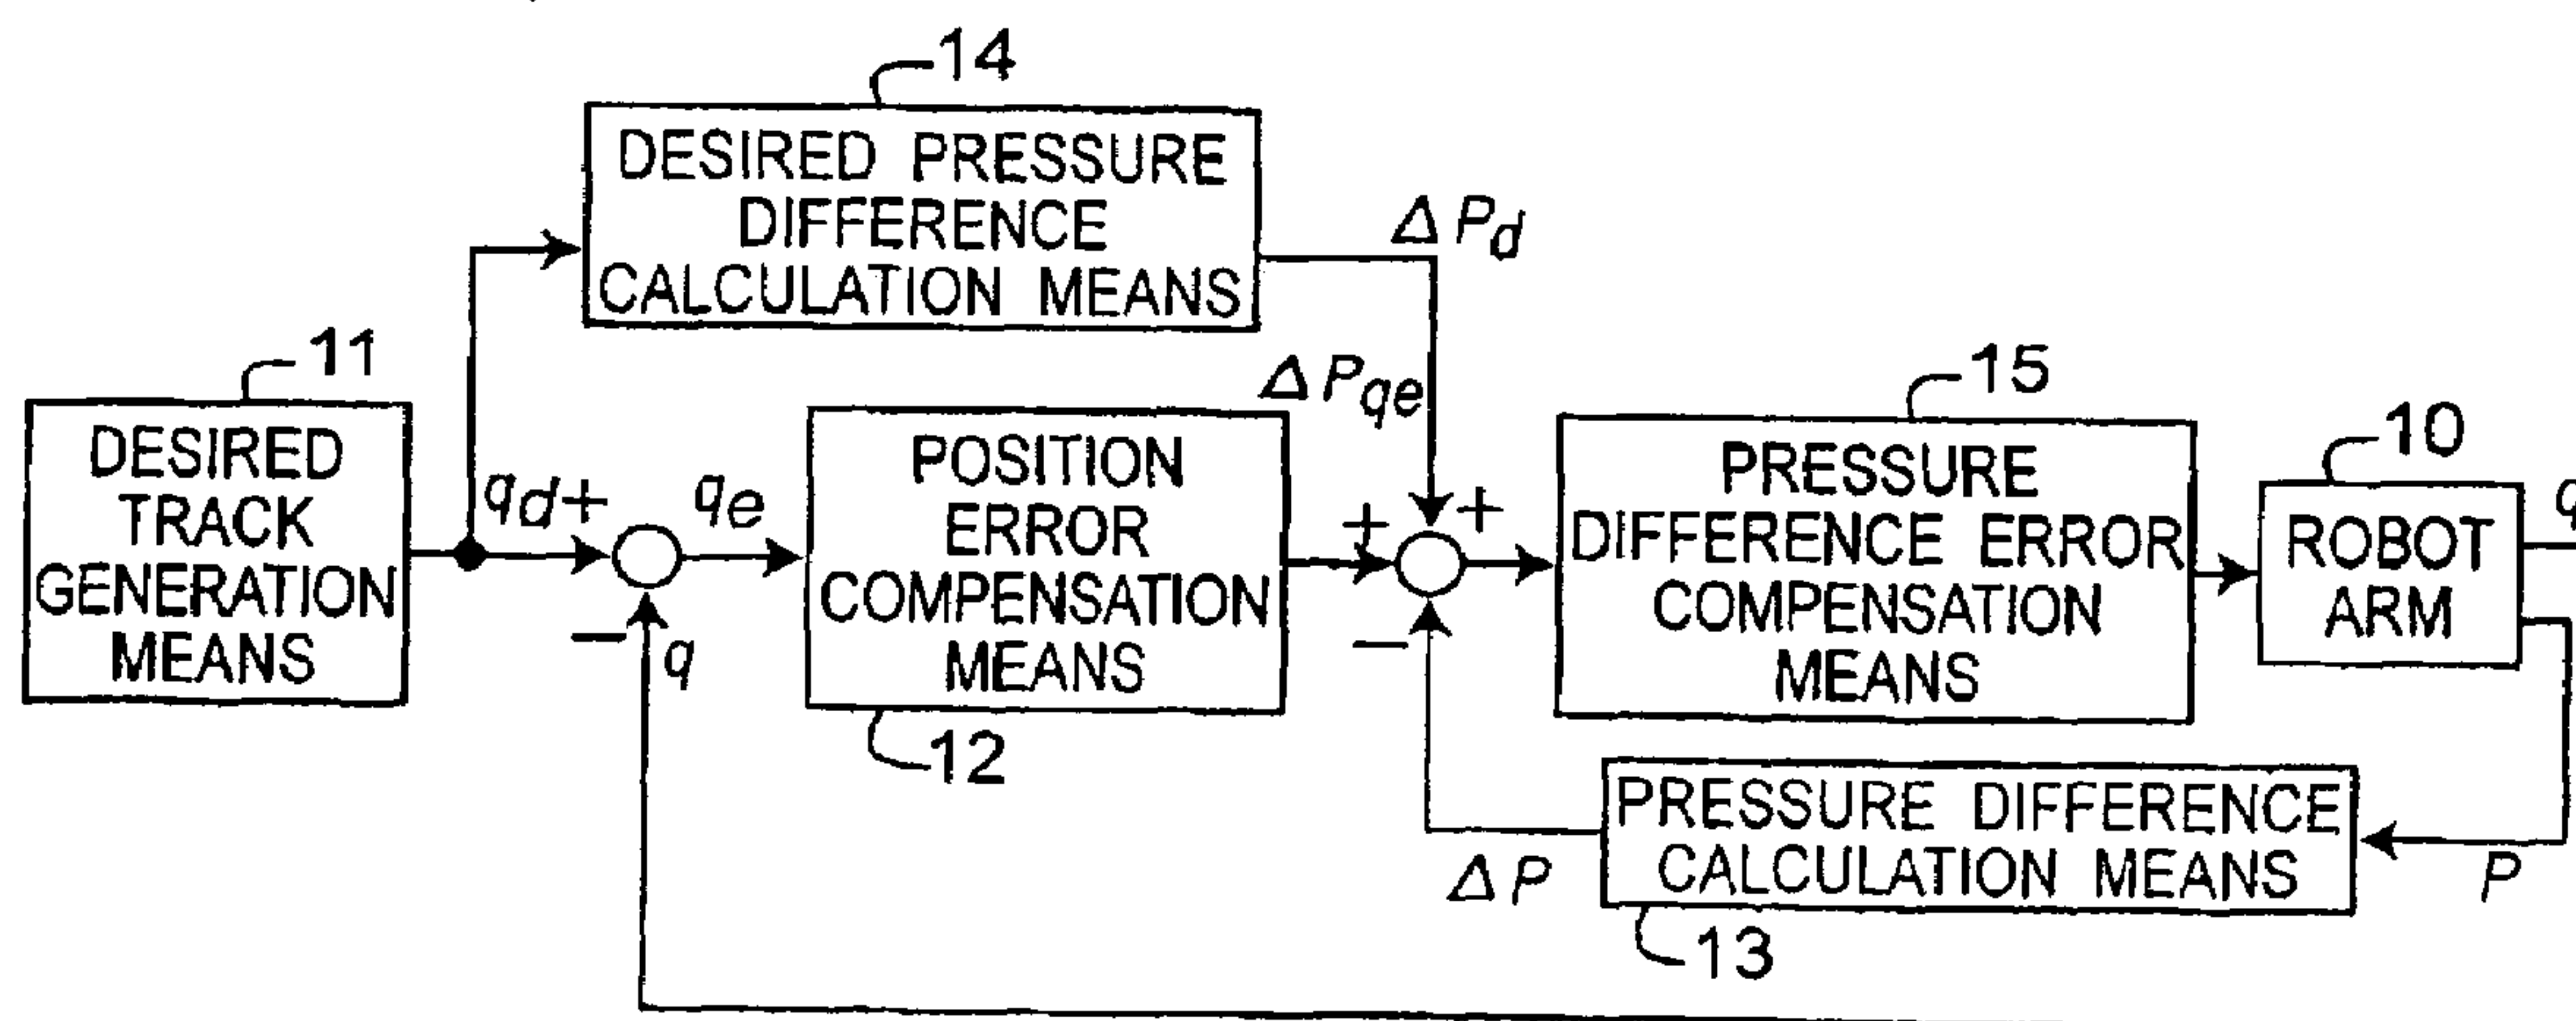 14
DESIRED PRESSURE
DIFFERENCE
CALCULATION MEANS
ΔPd
11
DESIRED
TRACK
GENERATION
MEANS
qd+
−
q
qe
POSITION
ERROR
COMPENSATION
MEANS
12
ΔPqe
+
+
−
15
PRESSURE
DIFFERENCE ERROR
COMPENSATION
MEANS
10
ROBOT
ARM
q
P
PRESSURE DIFFERENCE
CALCULATION MEANS
13
ΔP